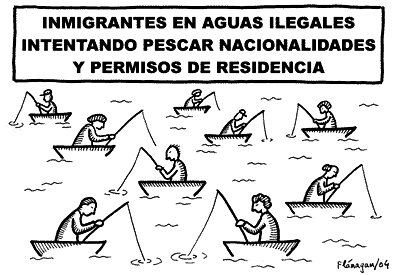 INMIGRANTES EN AGUAS ILEGALES
INTENTANDO PESCAR NACIONALIDADES
Y PERMISOS DE RESIDENCIA
Flanagan/04